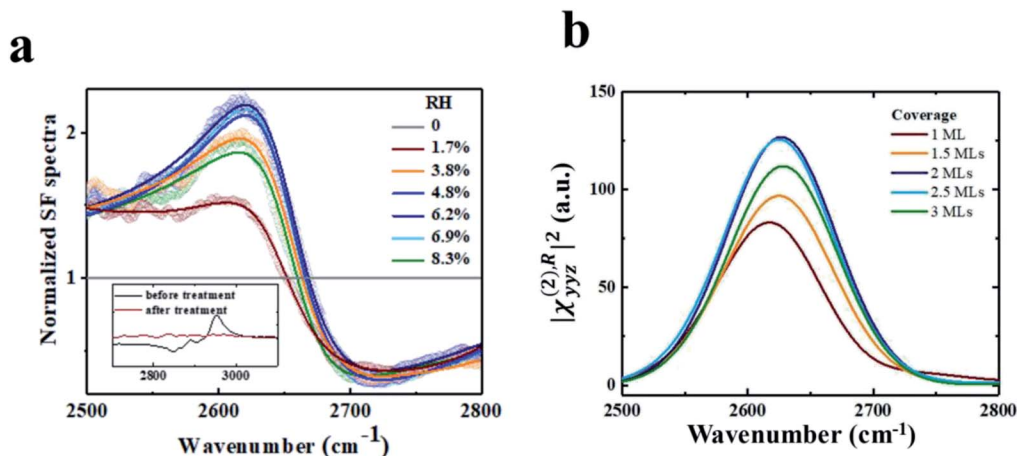 a
Normalized SF spectra
2
1
RH
0
1.7%
3.8%
4.8%
6.2%
6.9%
8.3%
before treatment
after treatment
2800 3000
2500 2600 2700 2800
Wavenumber (cm⁻¹)
b
|χ_yyz^(2),R|² (a.u.)
150
100
50
0
Coverage
1 ML
1.5 MLs
2 MLs
2.5 MLs
3 MLs
2500 2600 2700 2800
Wavenumber (cm⁻¹)